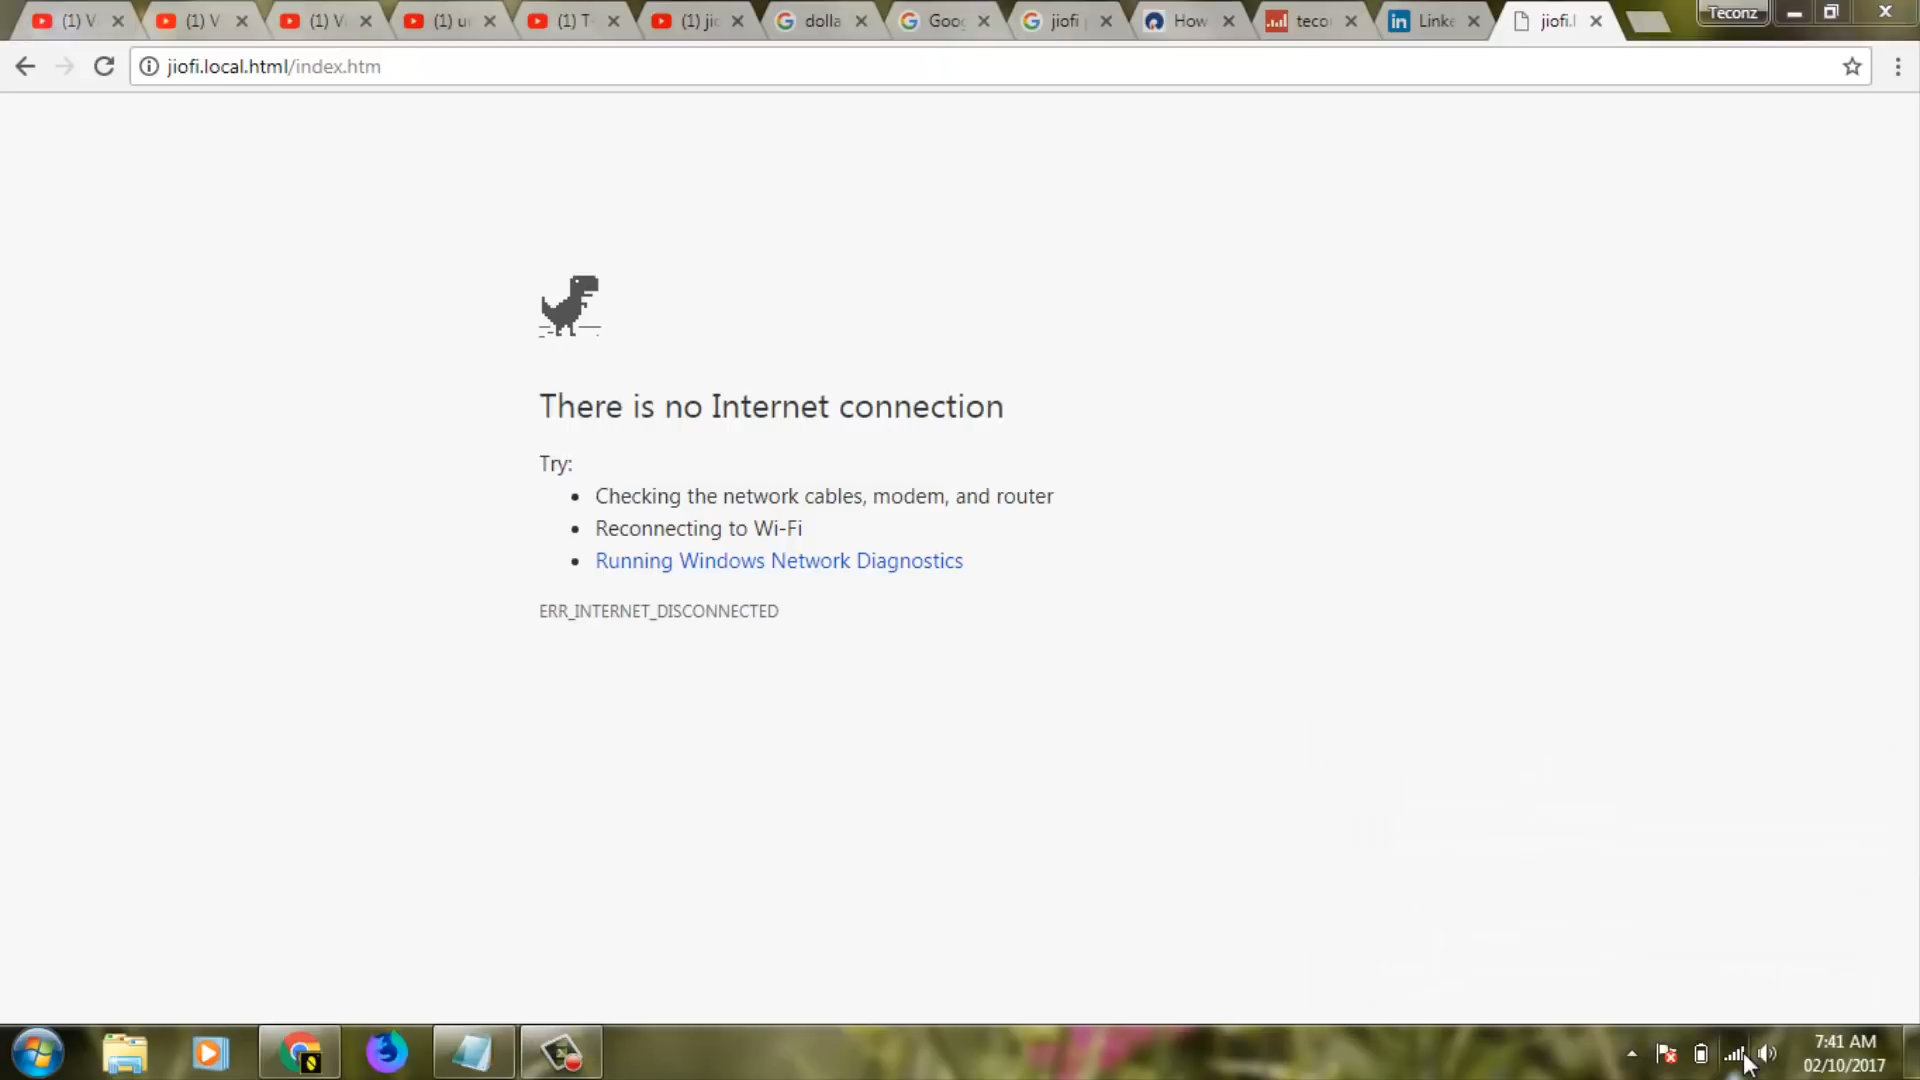 (1) V
(1) V
(1) V
(1) u
(1) T
(1) ji
dolla
Goog
jiofi
How
teco
Linke
jiofi.l
Teconz
jiofi.local.html/index.htm
There is no Internet connection
Try:
Checking the network cables, modem, and router
Reconnecting to Wi-Fi
Running Windows Network Diagnostics
ERR_INTERNET_DISCONNECTED
7:41 AM
02/10/2017